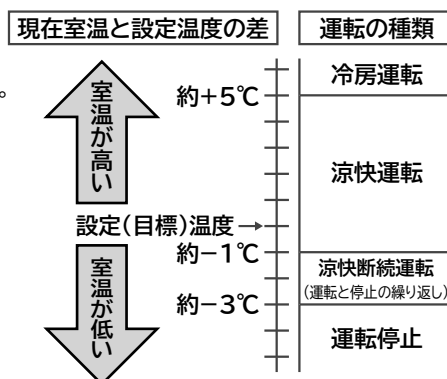 現在室温と設定温度の差
運転の種類
。
室温が高い
約+5℃
設定(目標)温度→
約-1℃
約-3℃
室温が低い
冷房運転
涼快運転
涼快断続運転
(運転と停止の繰り返し)
運転停止